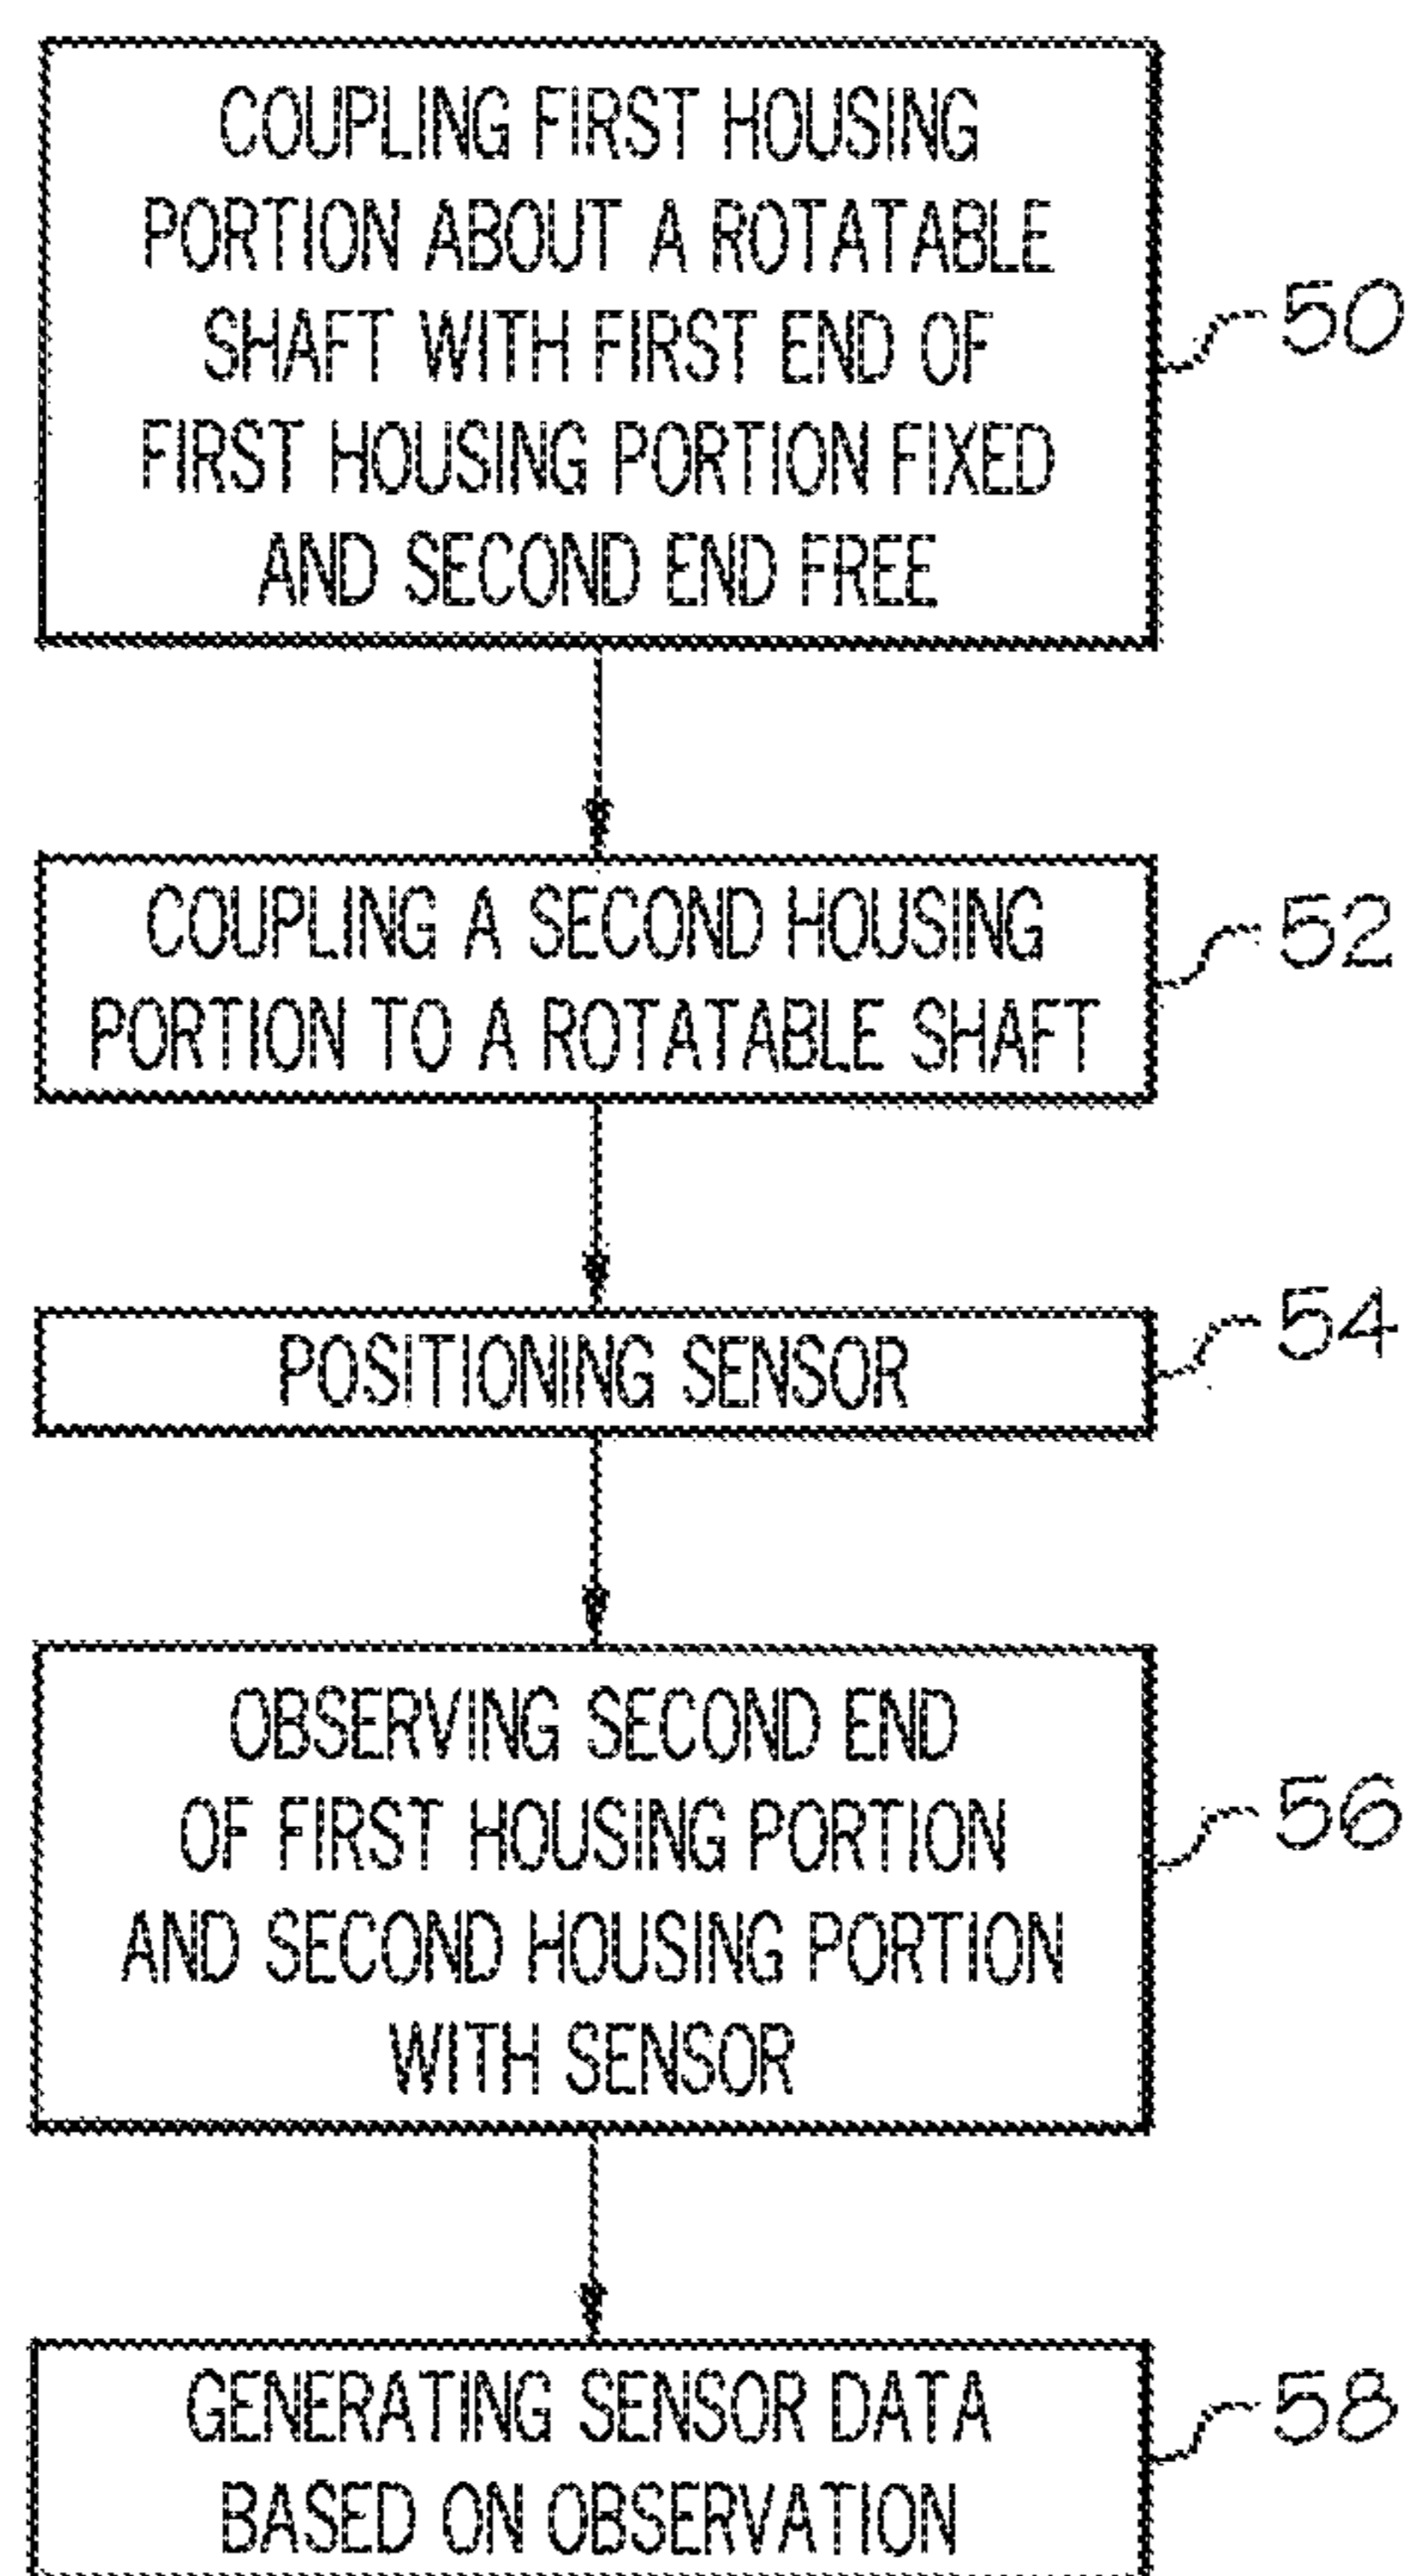 COUPLING FIRST HOUSING
PORTION ABOUT A ROTATABLE
SHAFT WITH FIRST END OF
FIRST HOUSING PORTION FIXED
AND SECOND END FREE
50
COUPLING A SECOND HOUSING
PORTION TO A ROTATABLE SHAFT
52
POSITIONING SENSOR
54
OBSERVING SECOND END
OF FIRST HOUSING PORTION
AND SECOND HOUSING PORTION
WITH SENSOR
56
GENERATING SENSOR DATA
BASED ON OBSERVATION
58